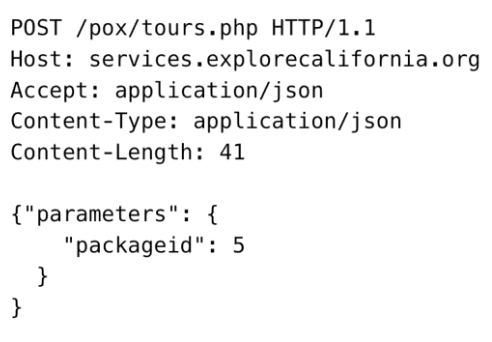 POST /pox/tours.php HTTP/1.1
Host: services.explorecalifornia.org
Accept: application/json
Content-Type: application/json
Content-Length: 41

{"parameters": {
    "packageid": 5
  }
}